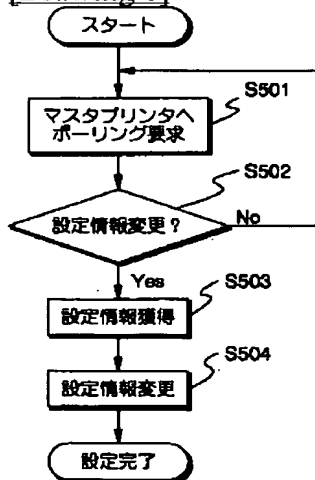 スタート
S501
マスタプリンタへ
ポーリング要求
S502
設定情報変更?
No
Yes
S503
設定情報獲得
S504
設定情報変更
設定完了